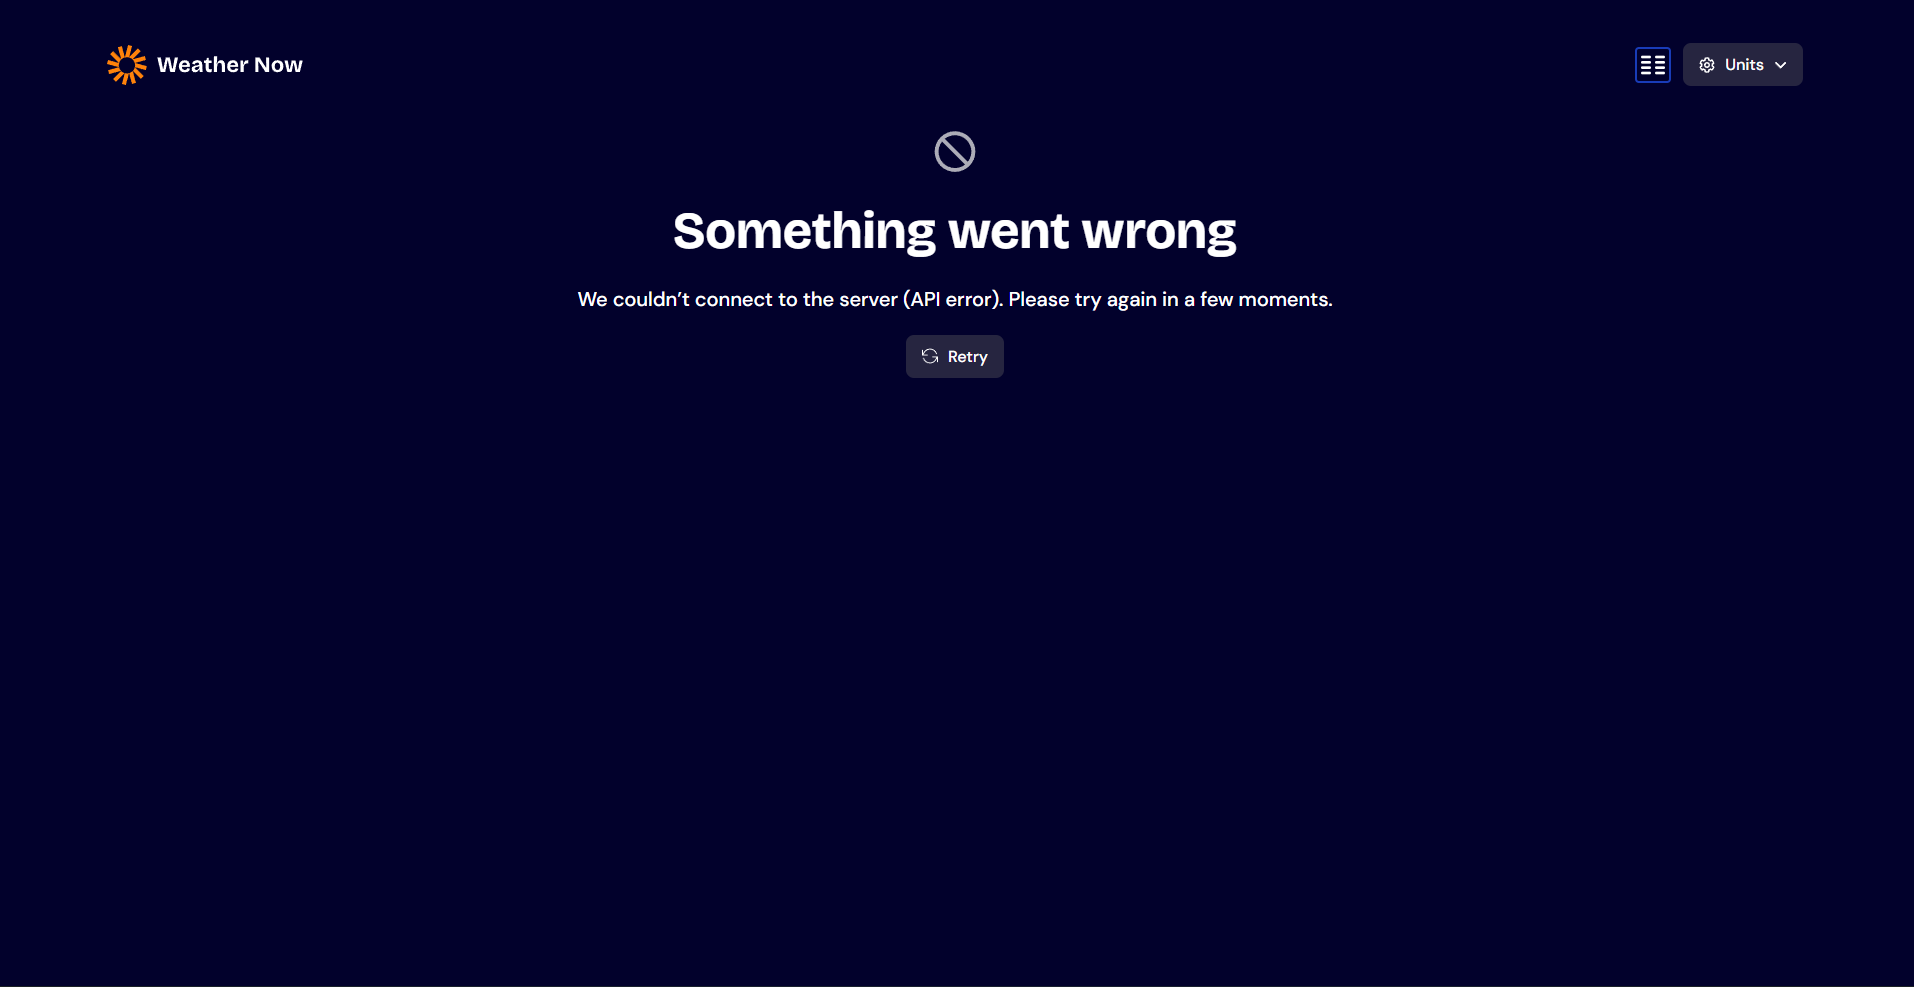 Weather Now
Units
Something went wrong
We couldn’t connect to the server (API error). Please try again in a few moments.
Retry